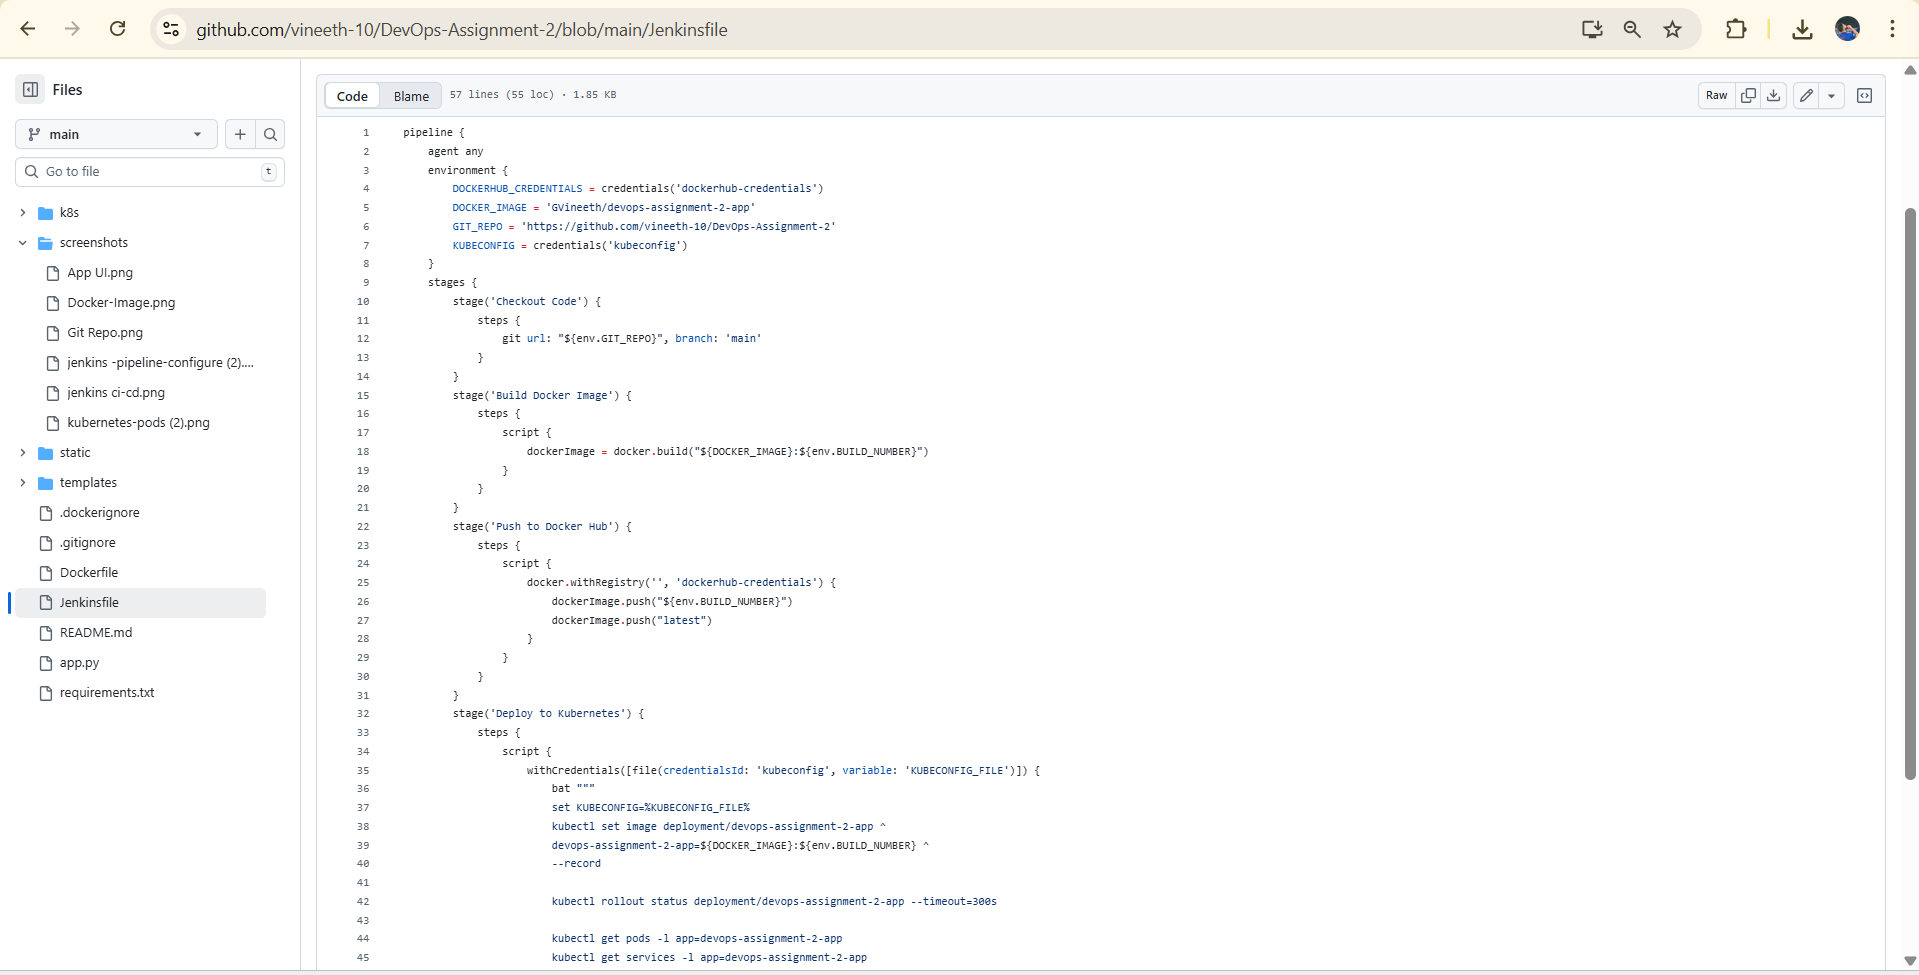 github.com/vineeth-10/DevOps-Assignment-2/blob/main/Jenkinsfile
Files
main
Go to file
t
k8s
screenshots
App UI.png
Docker-Image.png
Git Repo.png
jenkins -pipeline-configure (2)....
jenkins ci-cd.png
kubernetes-pods (2).png
static
templates
.dockerignore
.gitignore
Dockerfile
Jenkinsfile
README.md
app.py
requirements.txt
Code
Blame
57 lines (55 loc) · 1.85 KB
Raw
1 pipeline {
2 agent any
3 environment {
4 DOCKERHUB_CREDENTIALS = credentials('dockerhub-credentials')
5 DOCKER_IMAGE = 'GVineeth/devops-assignment-2-app'
6 GIT_REPO = 'https://github.com/vineeth-10/DevOps-Assignment-2'
7 KUBECONFIG = credentials('kubeconfig')
8 }
9 stages {
10 stage('Checkout Code') {
11 steps {
12 git url: "${env.GIT_REPO}", branch: 'main'
13 }
14 }
15 stage('Build Docker Image') {
16 steps {
17 script {
18 dockerImage = docker.build("${DOCKER_IMAGE}:${env.BUILD_NUMBER}")
19 }
20 }
21 }
22 stage('Push to Docker Hub') {
23 steps {
24 script {
25 docker.withRegistry('', 'dockerhub-credentials') {
26 dockerImage.push("${env.BUILD_NUMBER}")
27 dockerImage.push("latest")
28 }
29 }
30 }
31 }
32 stage('Deploy to Kubernetes') {
33 steps {
34 script {
35 withCredentials([file(credentialsId: 'kubeconfig', variable: 'KUBECONFIG_FILE')]) {
36 bat """
37 set KUBECONFIG=%KUBECONFIG_FILE%
38 kubectl set image deployment/devops-assignment-2-app ^
39 devops-assignment-2-app=${DOCKER_IMAGE}:${env.BUILD_NUMBER} ^
40 --record
41
42 kubectl rollout status deployment/devops-assignment-2-app --timeout=300s
43
44 kubectl get pods -l app=devops-assignment-2-app
45 kubectl get services -l app=devops-assignment-2-app